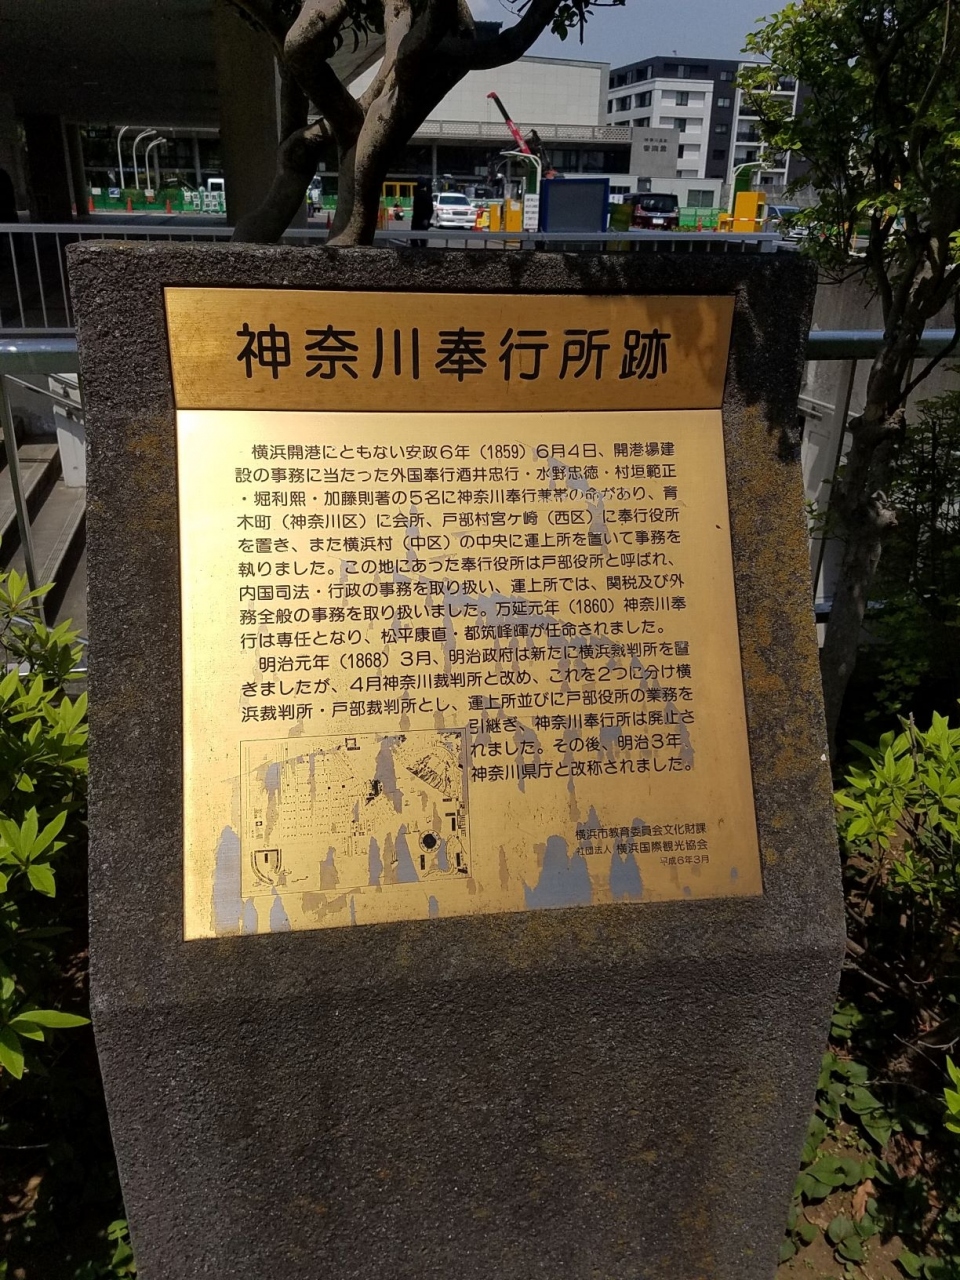 神奈川奉行所跡
横浜開港にともない安政6年（1859）6月4日、開港場建
設の事務に当たった外国奉行酒井忠行・水野忠徳・村垣範正
・堀利熙・加藤則著の5名に神奈川奉行兼帯の命があり、青
木町（神奈川区）に会所、戸部村宮ヶ崎（西区）に奉行役所
を置き、また横浜村（中区）の中央に運上所を置いて事務を
執りました。この地にあった奉行役所は戸部役所と呼ばれ、
内国司法・行政の事務を取り扱い、運上所では、関税及び外
務全般の事務を取り扱いました。万延元年（1860）神奈川奉
行は専任となり、松平康直・都筑峰暉が任命されました。
明治元年（1868）3月、明治政府は新たに横浜裁判所を置
きましたが、4月神奈川裁判所と改め、これを2つに分け横
浜裁判所・戸部裁判所とし、運上所並びに戸部役所の業務を
引継ぎ、神奈川奉行所は廃止さ
れました。その後、明治3年、
神奈川県庁と改称されました。
横浜市教育委員会文化財課
社団法人 横浜国際観光協会
平成6年3月